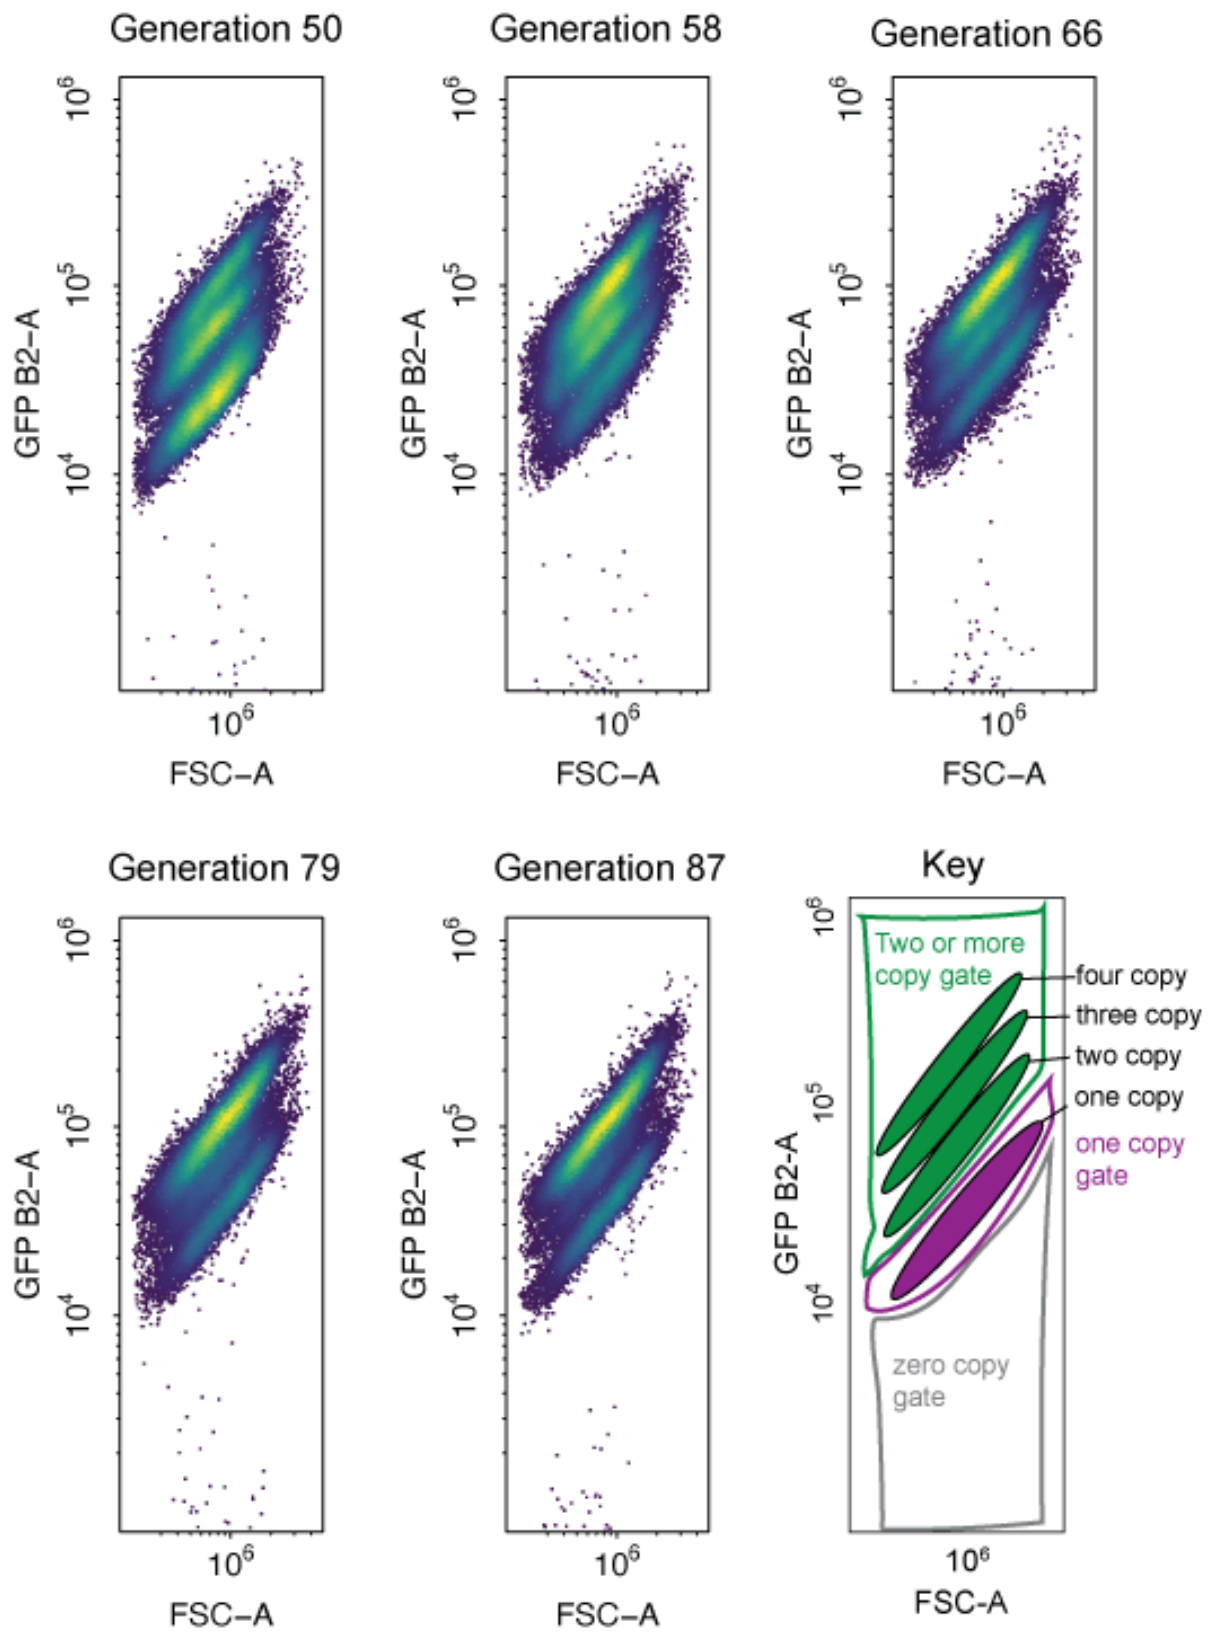 Generation 50
Generation 58
Generation 66
10⁶
10⁵
10⁴
GFP B2–A
10⁶
FSC–A
10⁶
10⁵
10⁴
GFP B2–A
10⁶
FSC–A
10⁶
10⁵
10⁴
GFP B2–A
10⁶
FSC–A
Generation 79
Generation 87
Key
10⁶
10⁵
10⁴
GFP B2–A
10⁶
FSC–A
10⁶
10⁵
10⁴
GFP B2–A
10⁶
FSC–A
10⁶
10⁵
10⁴
GFP B2-A
Two or more
copy gate
four copy
three copy
two copy
one copy
one copy
gate
zero copy
gate
10⁶
FSC-A